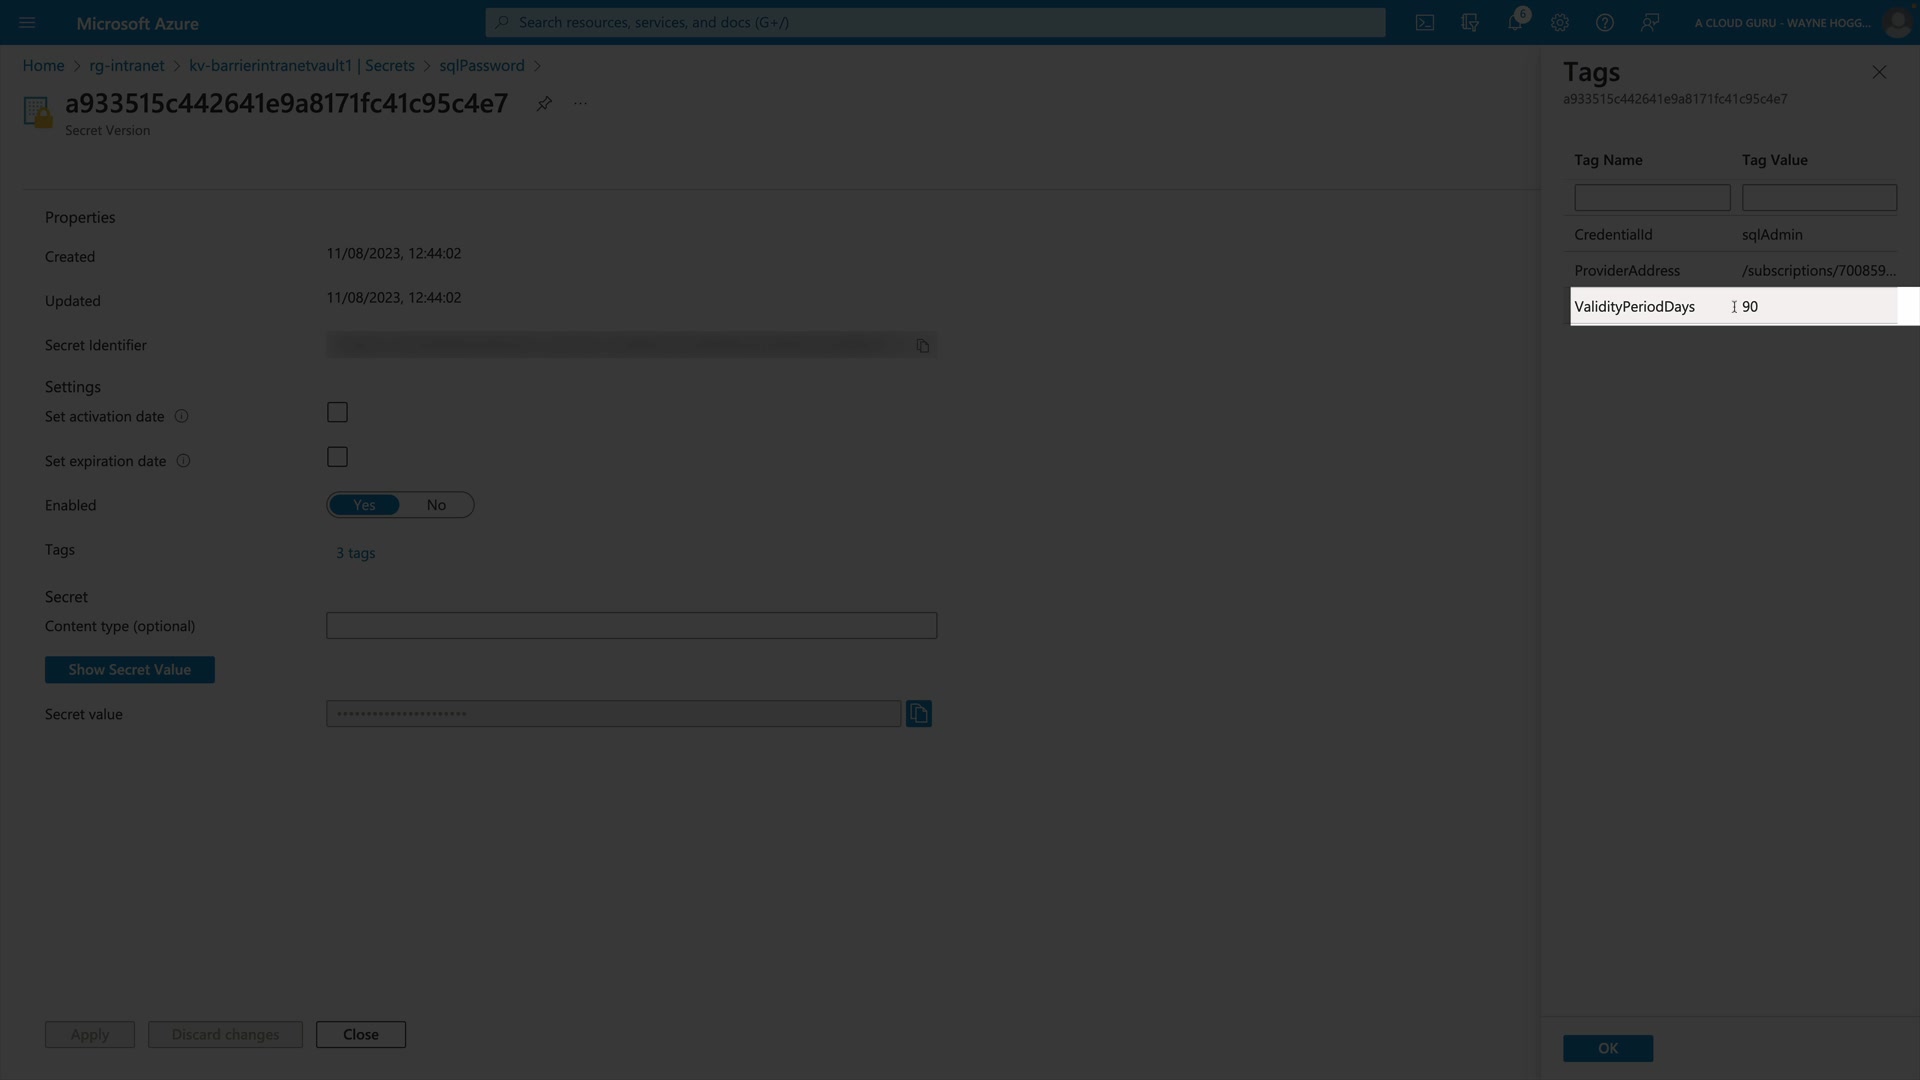 Microsoft Azure
Search resources, services, and docs (G+/)
6
A CLOUD GURU - WAYNE HOGG...
Home > rg-intranet > kv-barrierintranetvault1 | Secrets > sqlPassword >
a933515c442641e9a8171fc41c95c4e7
Secret Version
Properties
Created 11/08/2023, 12:44:02
Updated 11/08/2023, 12:44:02
Secret Identifier
Settings
Set activation date
Set expiration date
Enabled Yes No
Tags 3 tags
Secret
Content type (optional)
Show Secret Value
Secret value
Apply Discard changes Close
Tags
a933515c442641e9a8171fc41c95c4e7
Tag Name Tag Value
CredentialId sqlAdmin
ProviderAddress /subscriptions/700859...
ValidityPeriodDays 90
OK